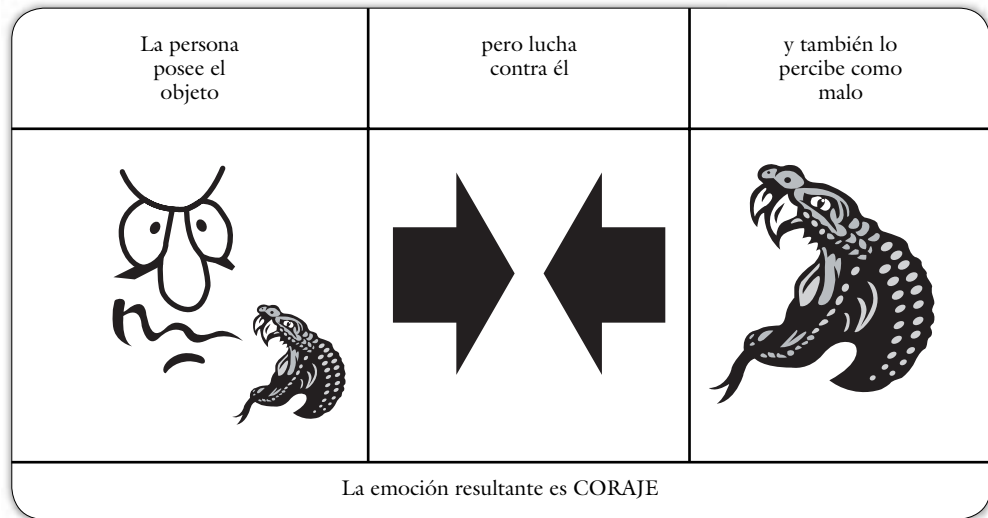 La persona
posee el
objeto
pero lucha
contra él
y también lo
percibe como
malo
La emoción resultante es CORAJE